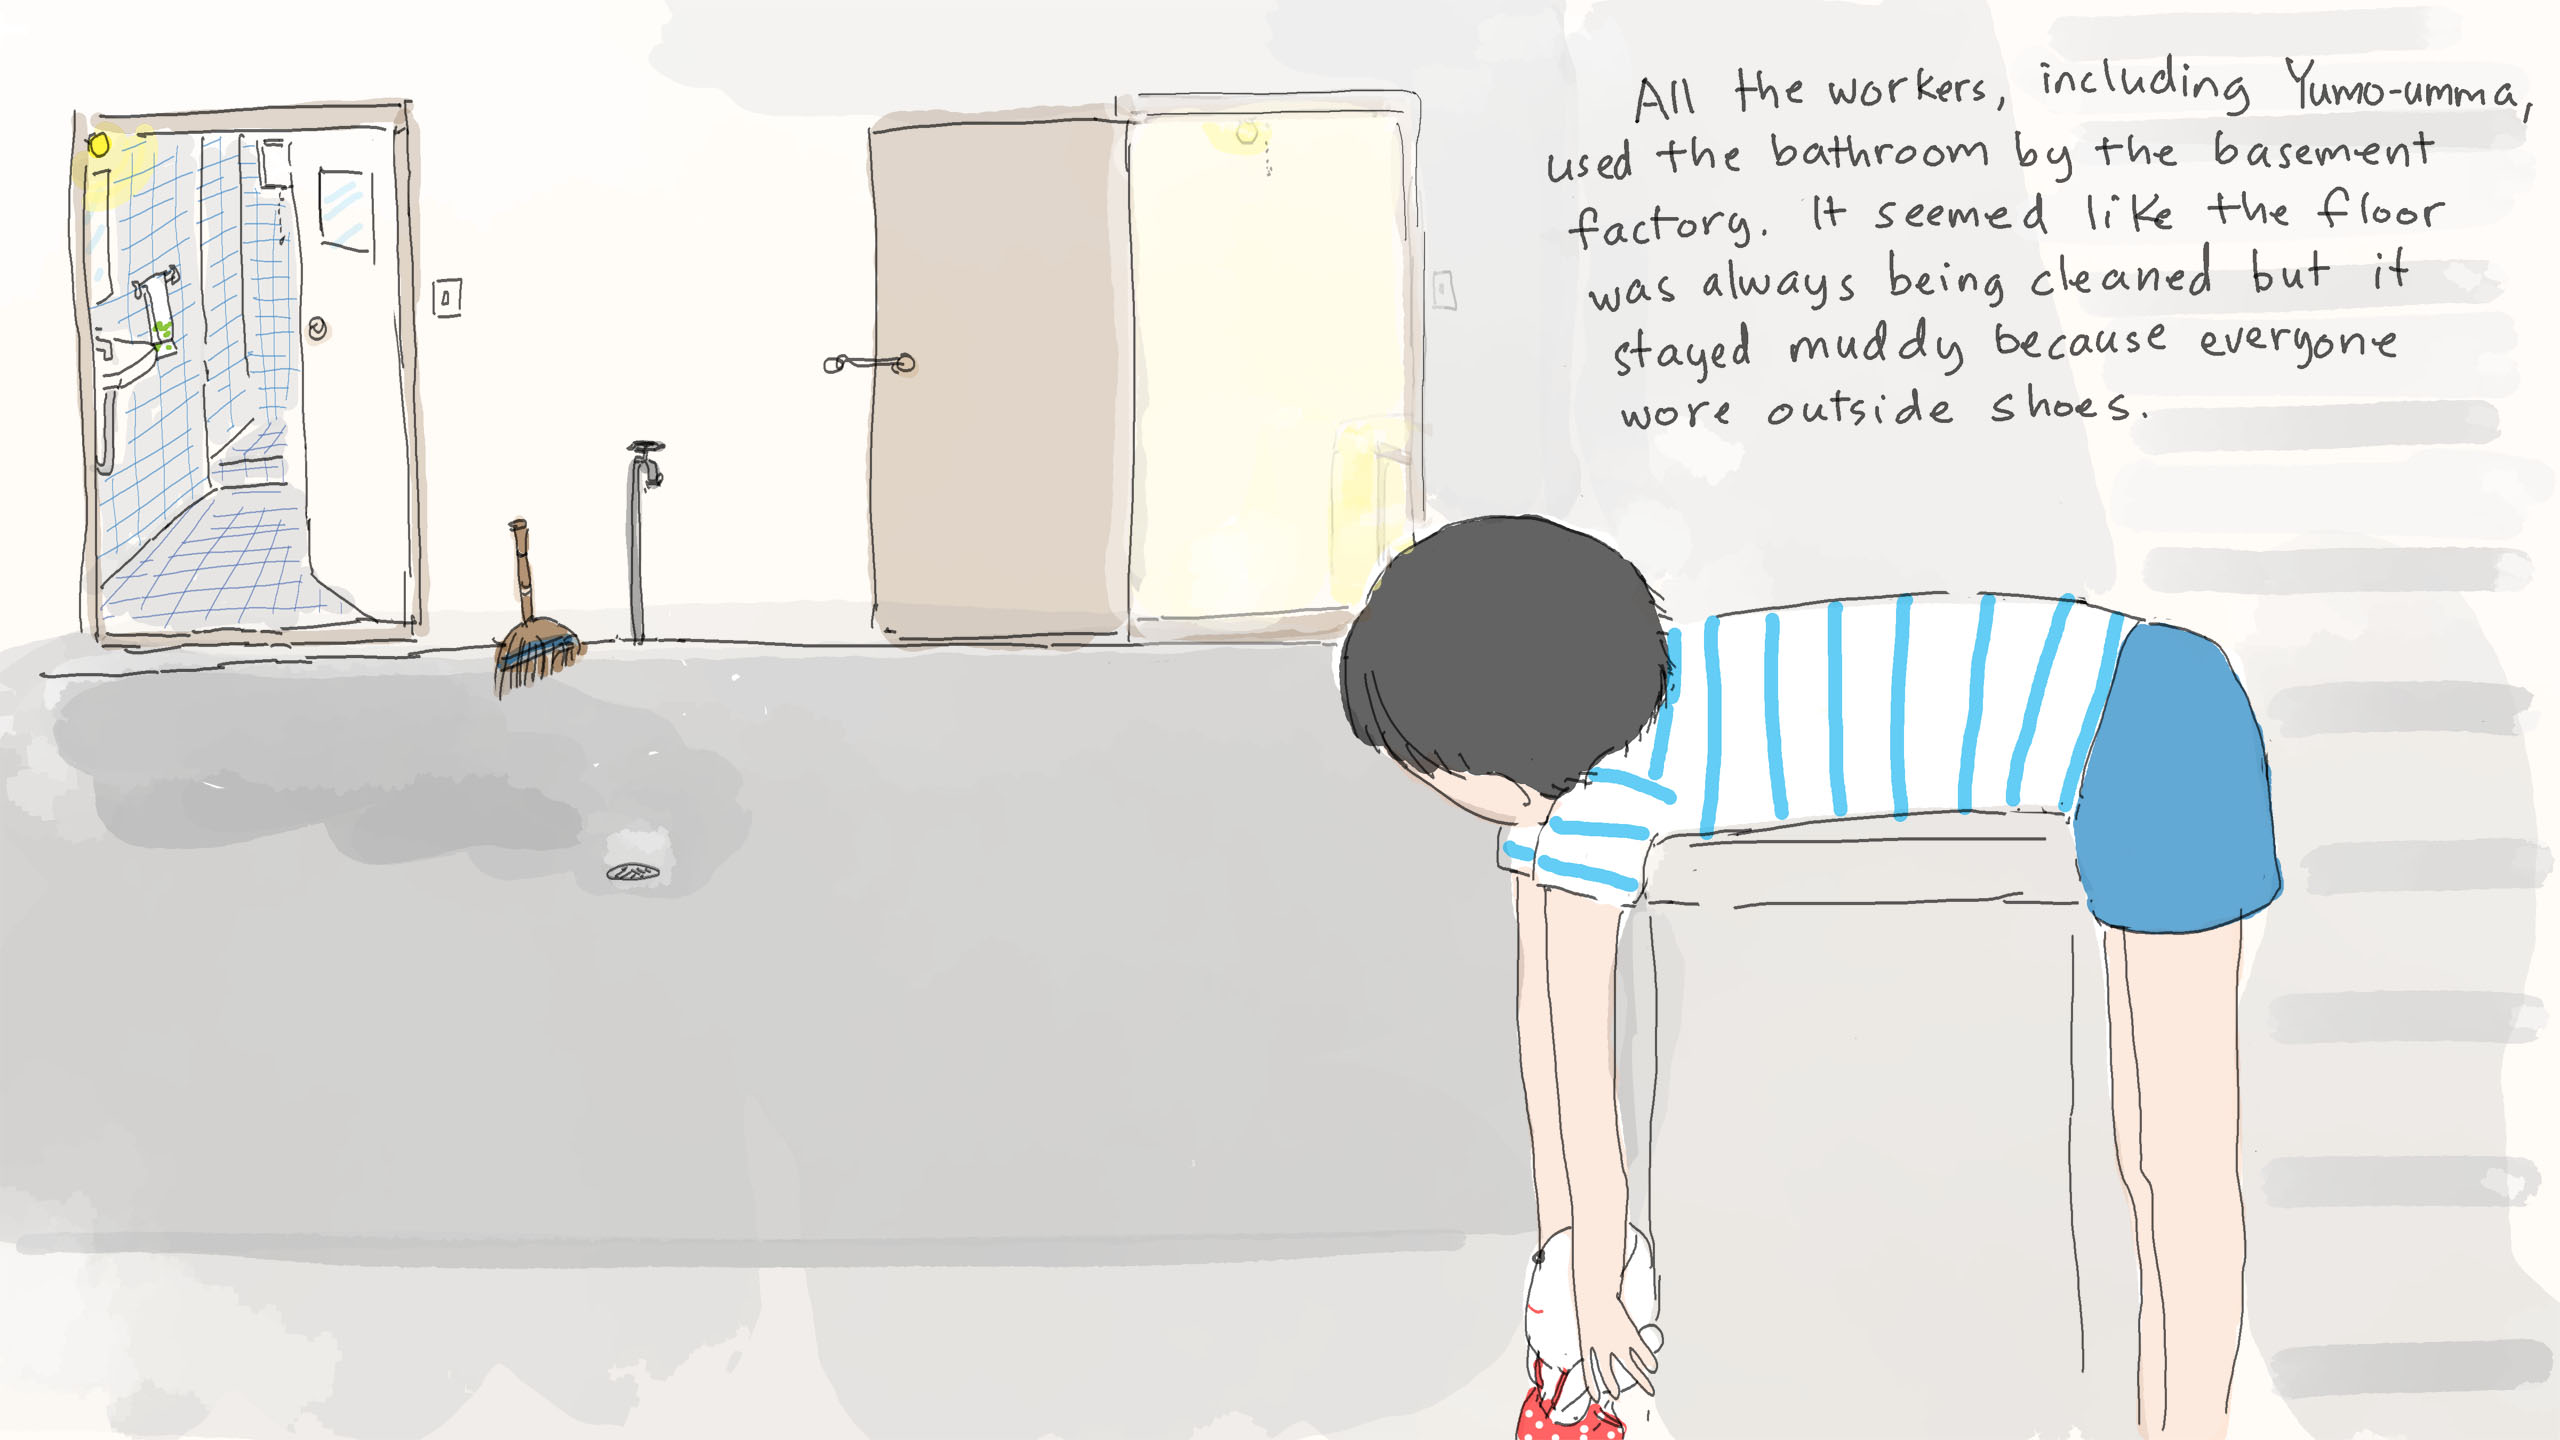 All the workers, including Yumo-umma,
used the bathroom by the basement
factory. It seemed like the floor
was always being cleaned but it
stayed muddy because everyone
wore outside shoes.